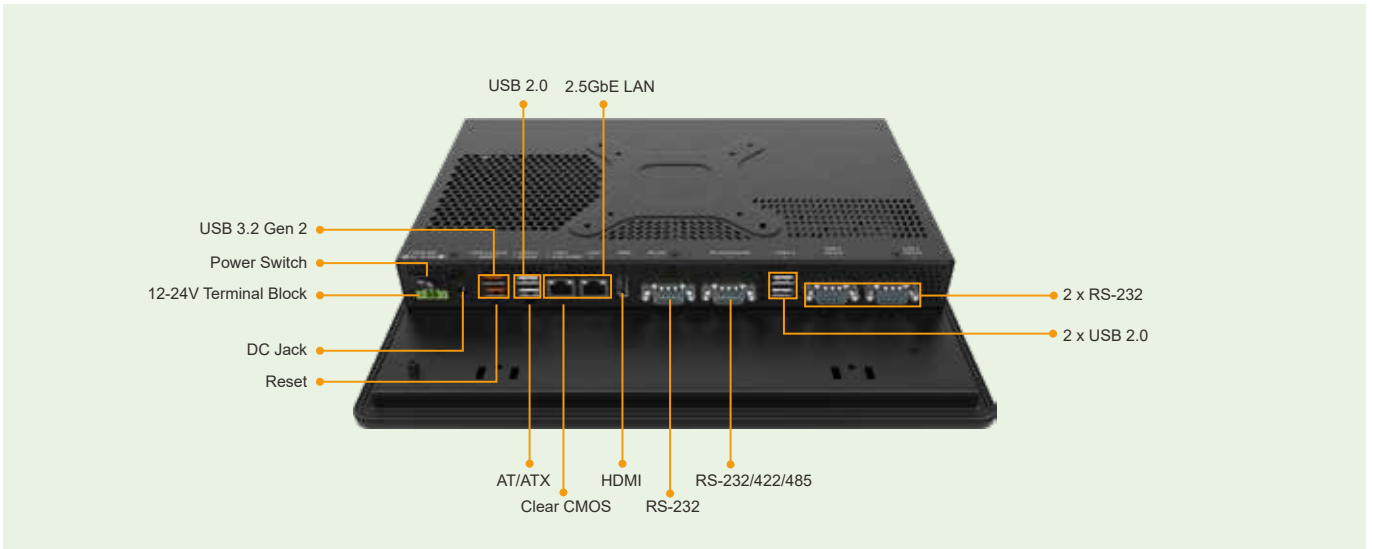 USB 2.0
2.5GbE LAN
USB 3.2 Gen 2
Power Switch
12-24V Terminal Block
DC Jack
Reset
2 x RS-232
2 x USB 2.0
AT/ATX
HDMI
RS-232/422/485
Clear CMOS
RS-232